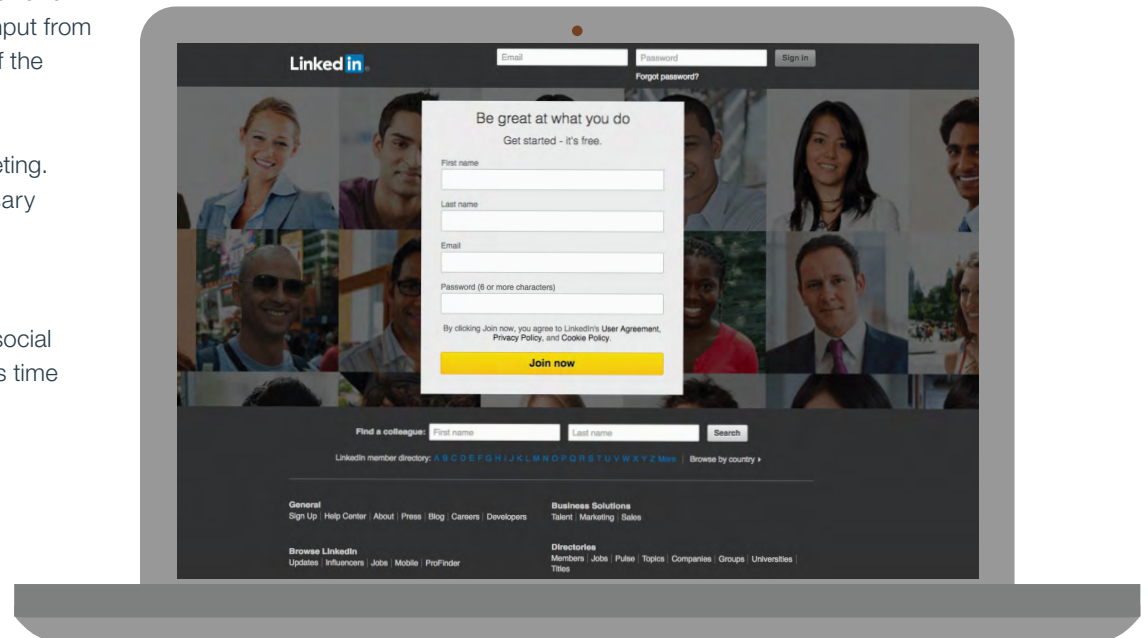 nput from
f the
eting.
sary
social
s time
Linked in
Email
Password
Sign in
Forgot password?
Be great at what you do
Get started - it's free.
First name
Last name
Email
Password (6 or more characters)
By clicking Join now, you agree to LinkedIn's User Agreement,
Privacy Policy, and Cookie Policy.
Join now
Find a colleague: First name Last name Search
LinkedIn member directory: A B C D E F G H I J K L M N O P Q R S T U V W X Y Z More | Browse by country
General
Sign Up | Help Center | About | Press | Blog | Careers | Developers
Business Solutions
Talent | Marketing | Sales
Browse LinkedIn
Updates | Influencers | Jobs | Mobile | ProFinder
Directories
Members | Jobs | Pulse | Topics | Companies | Groups | Universities |
Titles